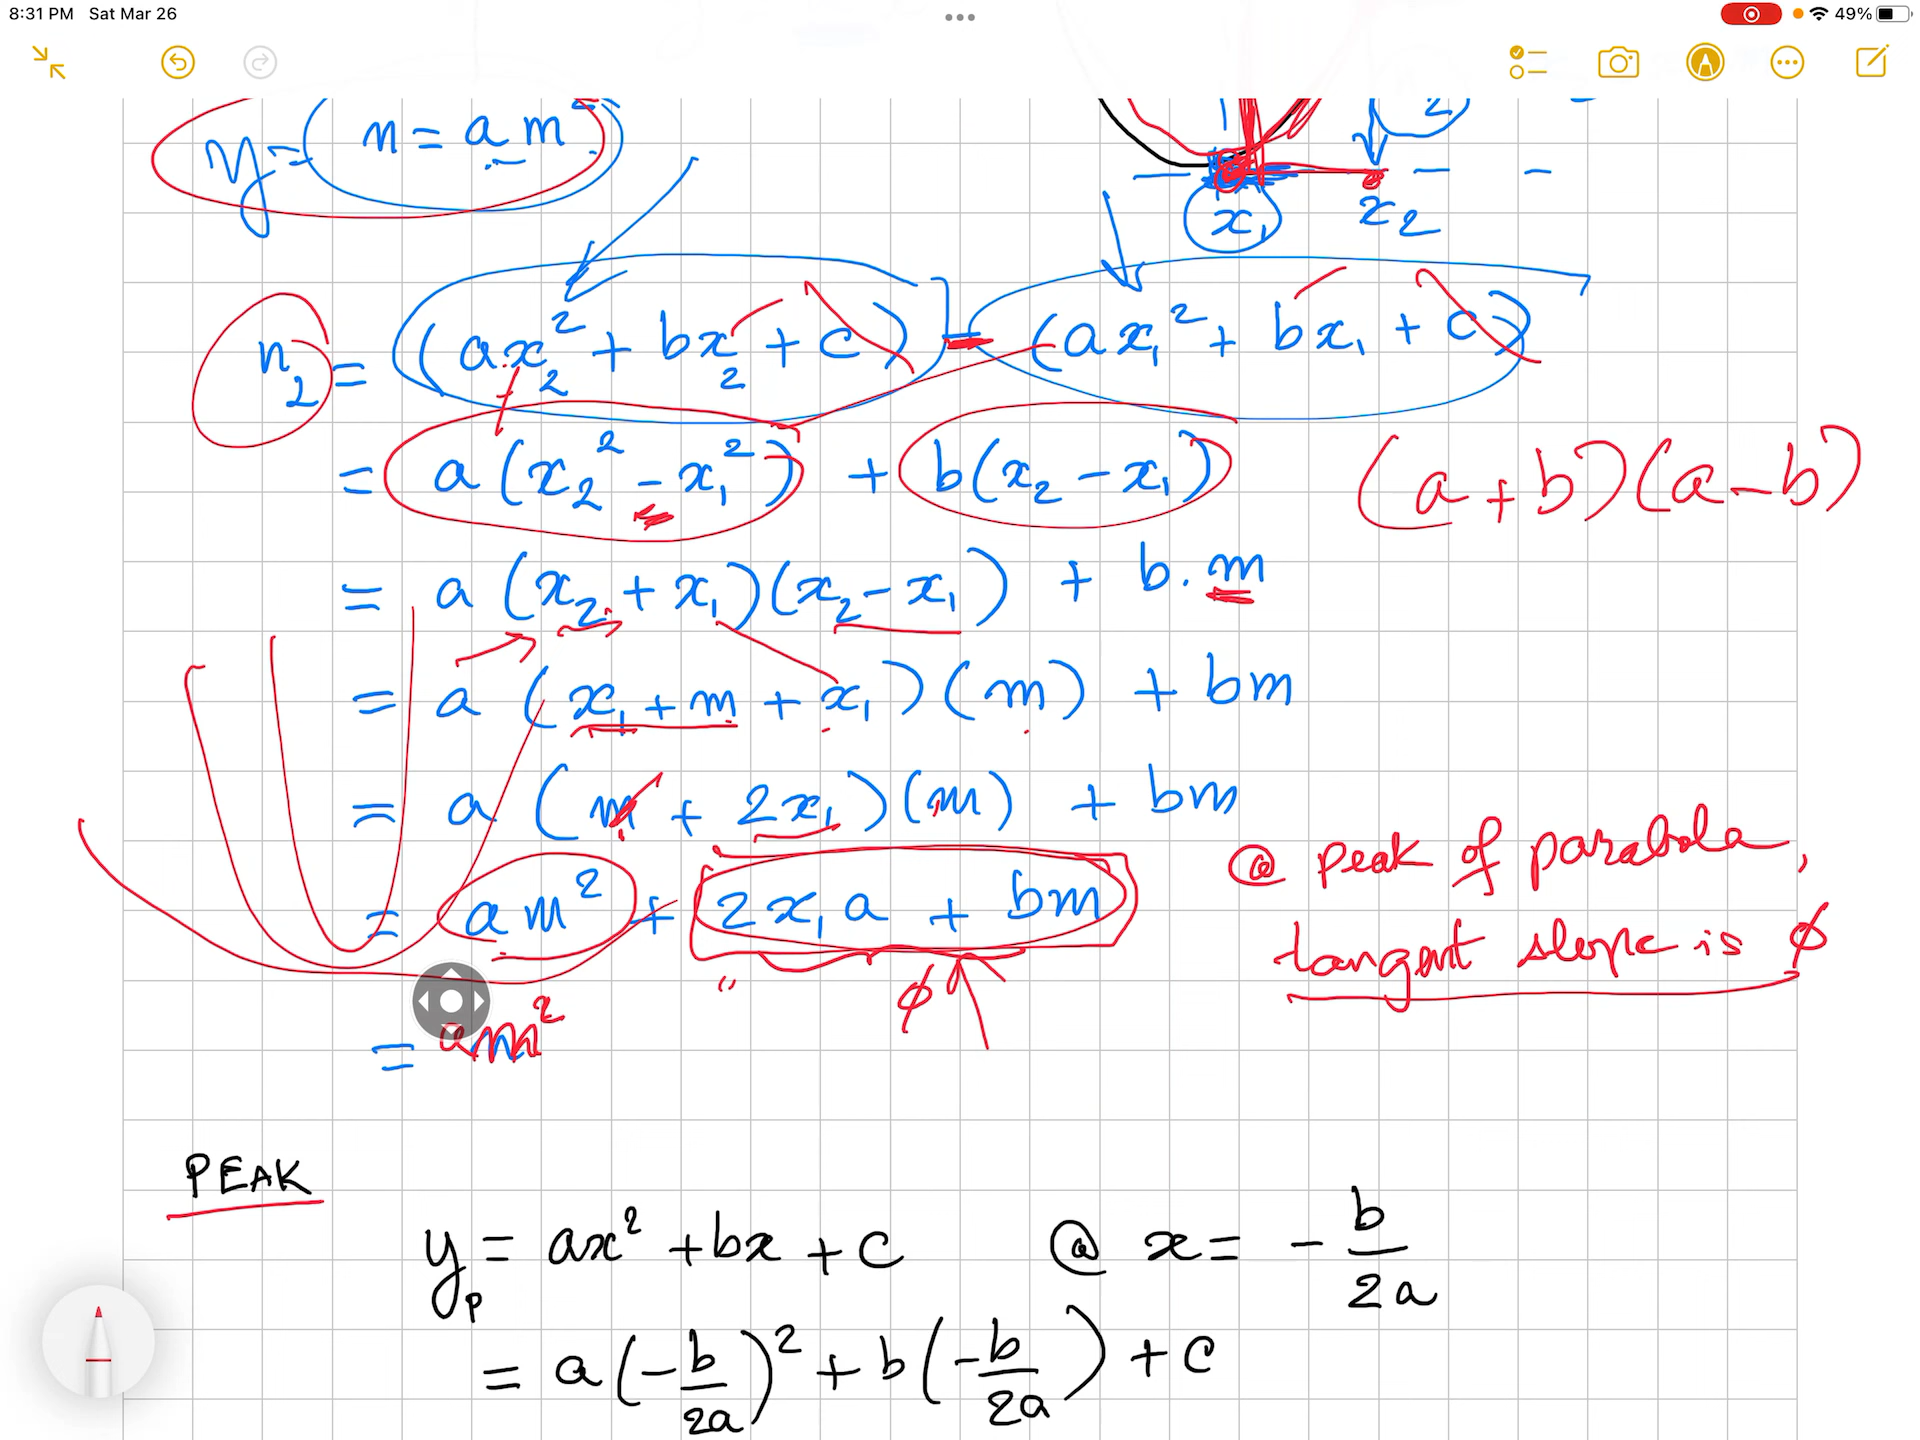 8:31 PM Sat Mar 26
49%
y = n = a m²
2
x₁ x₂
n₂ = (ax₂² + bx₂ + c) - (ax₁² + bx₁ + c)
= a(x₂² - x₁²) + b(x₂ - x₁) (a + b)(a - b)
= a(x₂ + x₁)(x₂ - x₁) + b.m
= a(x₁ + m + x₁)(m) + bm
= a(m + 2x₁)(m) + bm
= am² + 2x₁a + bm
@ peak of parabola,
tangent slope is ϕ
ϕ
= am²
PEAK
yₚ = ax² + bx + c @ x = - b/2a
= a(-b/2a)² + b(-b/2a) + c